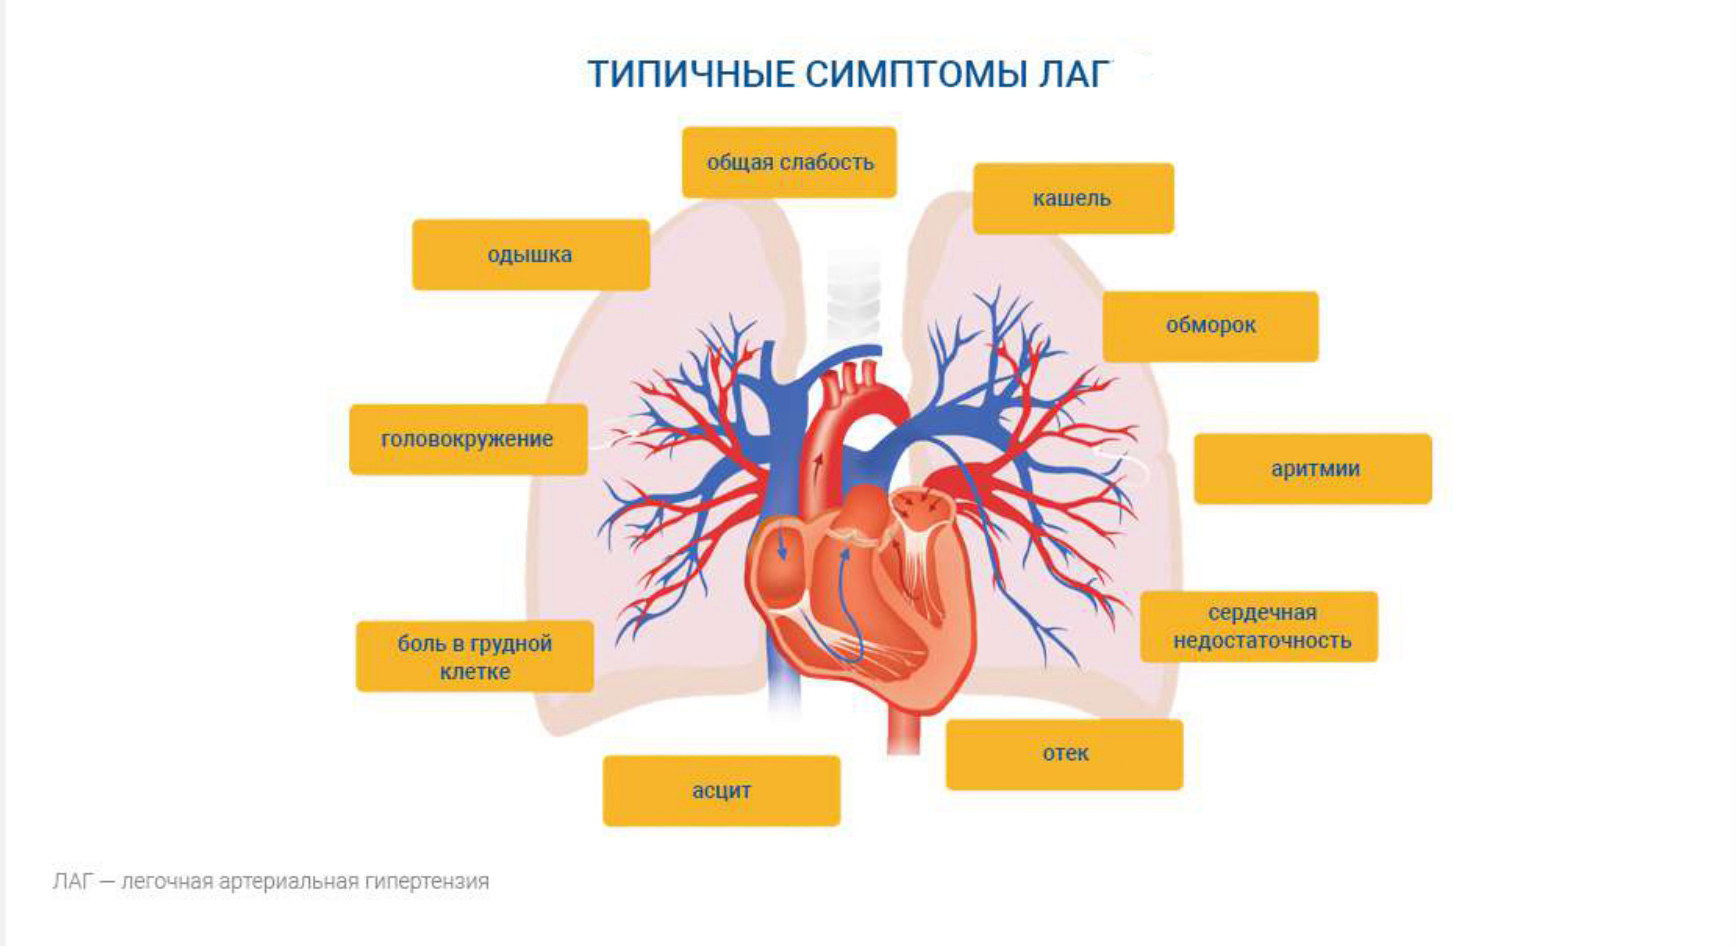 ТИПИЧНЫЕ СИМПТОМЫ ЛАГ
общая слабость
кашель
одышка
обморок
головокружение
аритмии
сердечная
недостаточность
боль в грудной
клетке
отек
асцит
ЛАГ — легочная артериальная гипертензия